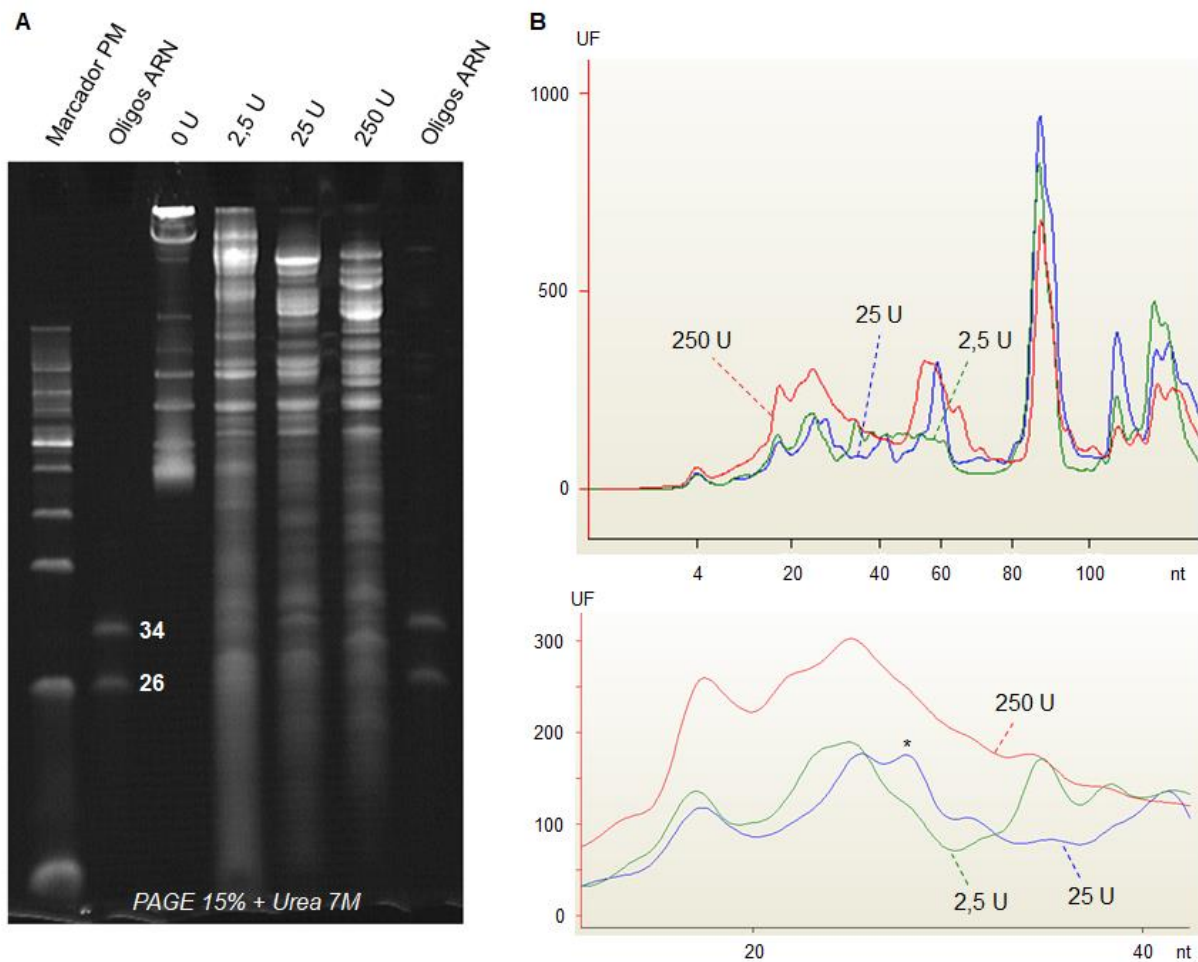 A
Marcador PM
Oligos ARN
0 U
2,5 U
25 U
250 U
Oligos ARN
34
26
PAGE 15% + Urea 7M
B
UF
1000
500
0
250 U
25 U
2,5 U
4 20 40 60 80 100 nt
UF
300
200
100
0
*
250 U
2,5 U
25 U
20 40 nt